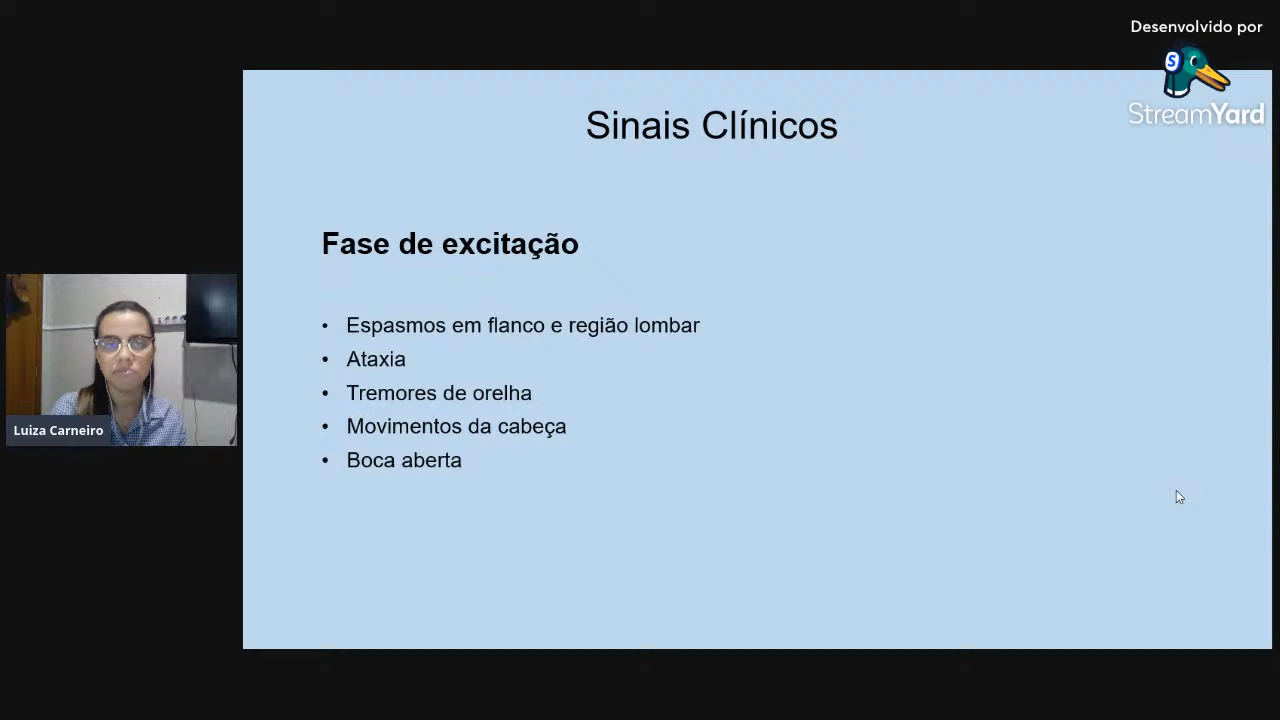 Desenvolvido por
StreamYard
Sinais Clínicos
Fase de excitação
• Espasmos em flanco e região lombar
• Ataxia
• Tremores de orelha
• Movimentos da cabeça
• Boca aberta
Luiza Carneiro